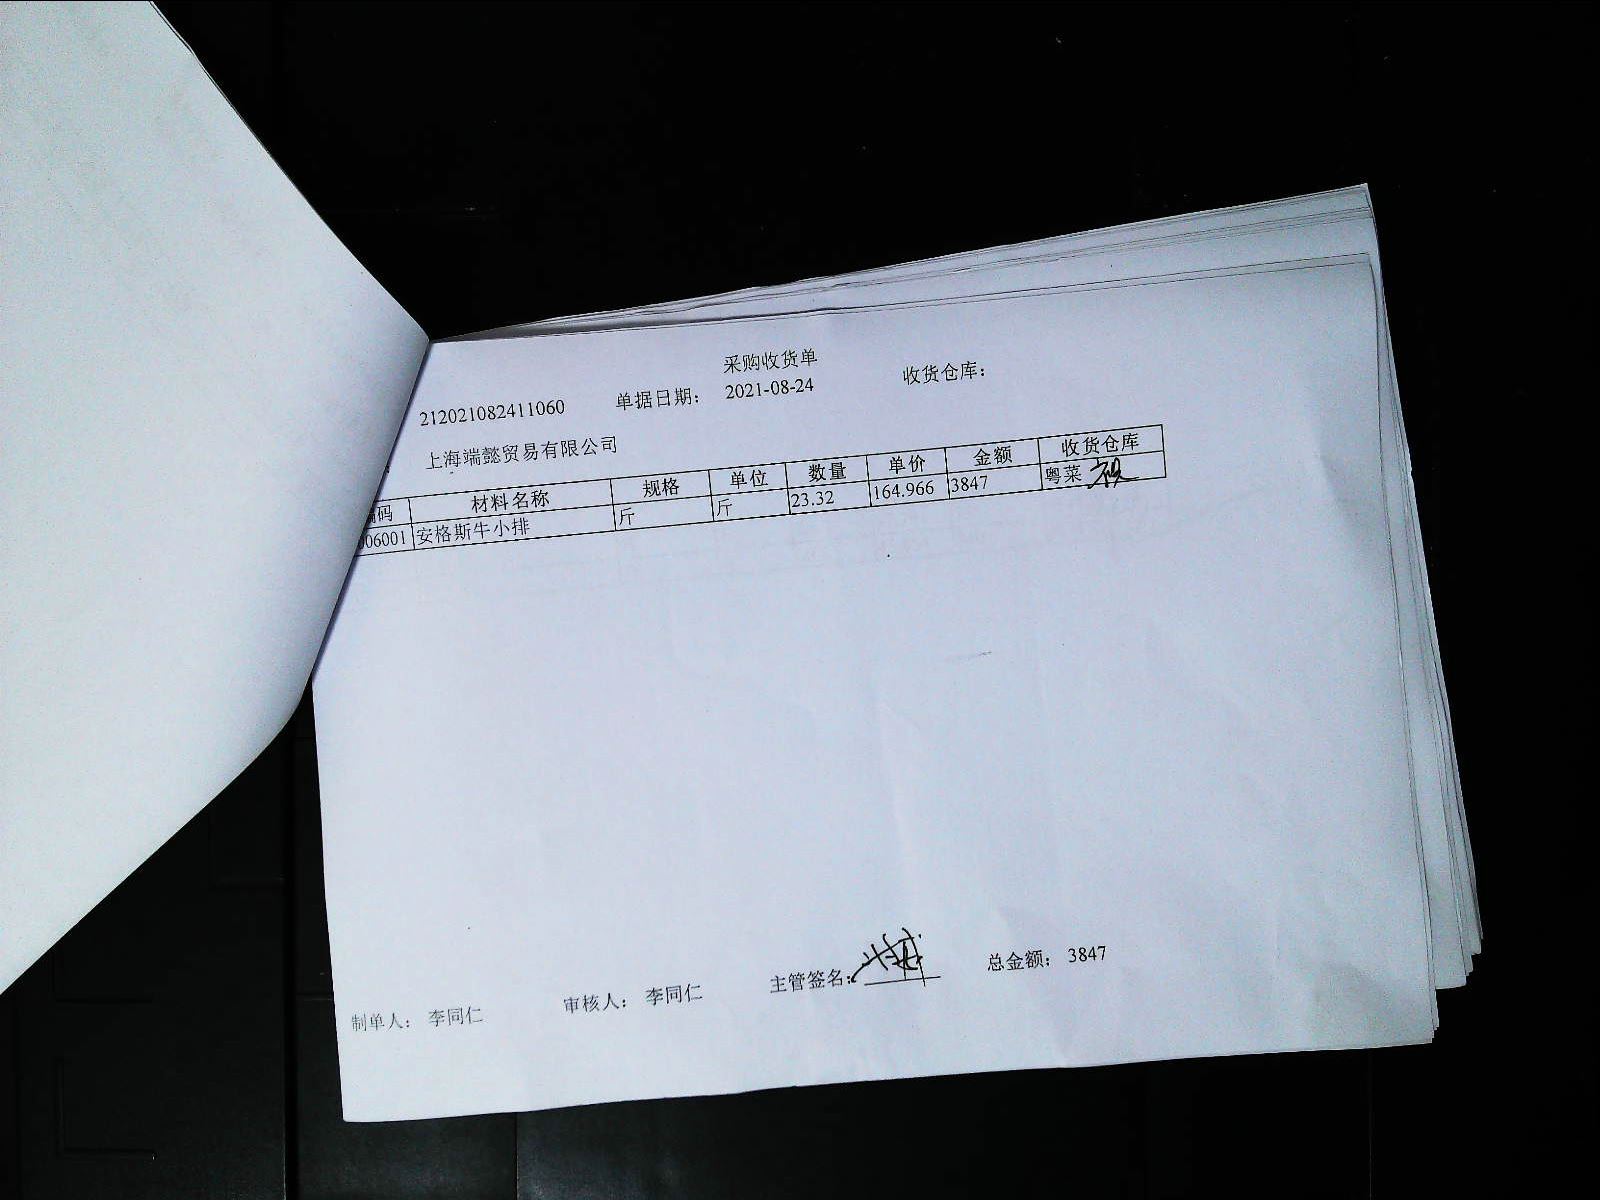 采购收货单
212021082411060 单据日期: 2021-08-24 收货仓库:
上海端懿贸易有限公司
编码 材料名称 规格 单位 数量 单价 金额 收货仓库
006001 安格斯牛小排 斤 斤 23.32 164.966 3847 粤菜
制单人: 李同仁 审核人: 李同仁 主管签名: 总金额: 3847